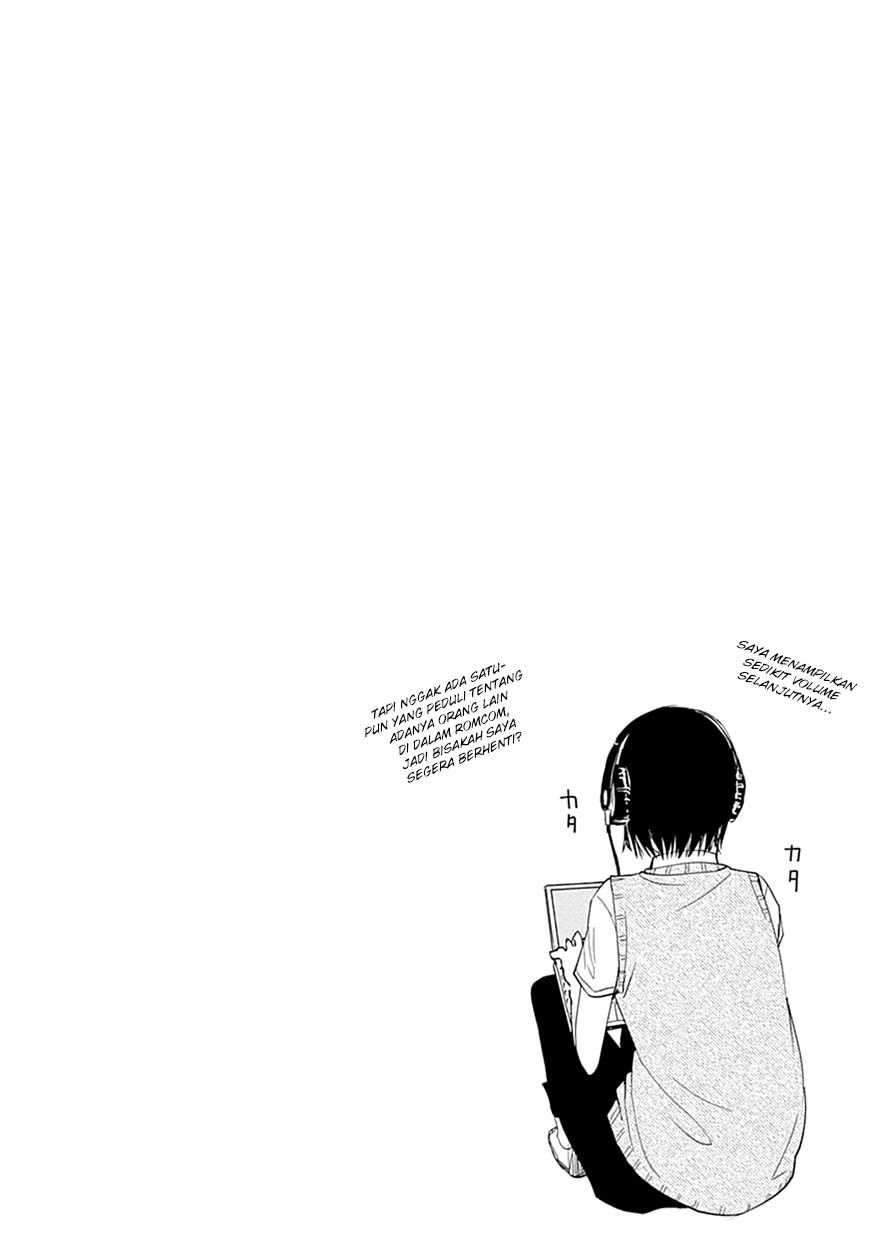 SAYA MENAMPILKAN
SEDIKIT VOLUME
SELANJUTNYA...
TAPI NGGAK ADA SATU-
PUN YANG PEDULI TENTANG
ADANYA ORANG LAIN
DI DALAM ROMCOM,
JADI BISAKAH SAYA
SEGERA BERHENTI?
カタ
カタ